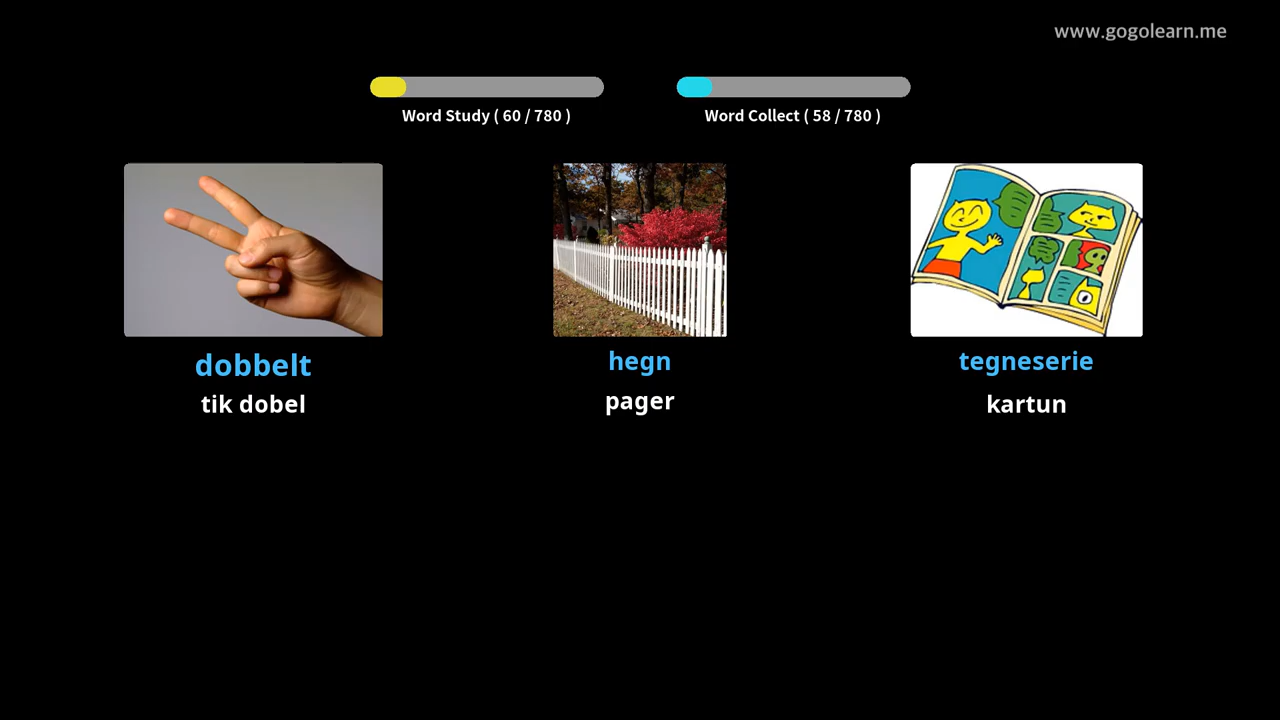 www.gogolearn.me
Word Study ( 60 / 780 )
Word Collect ( 58 / 780 )
dobbelt
tik dobel
hegn
pager
tegneserie
kartun